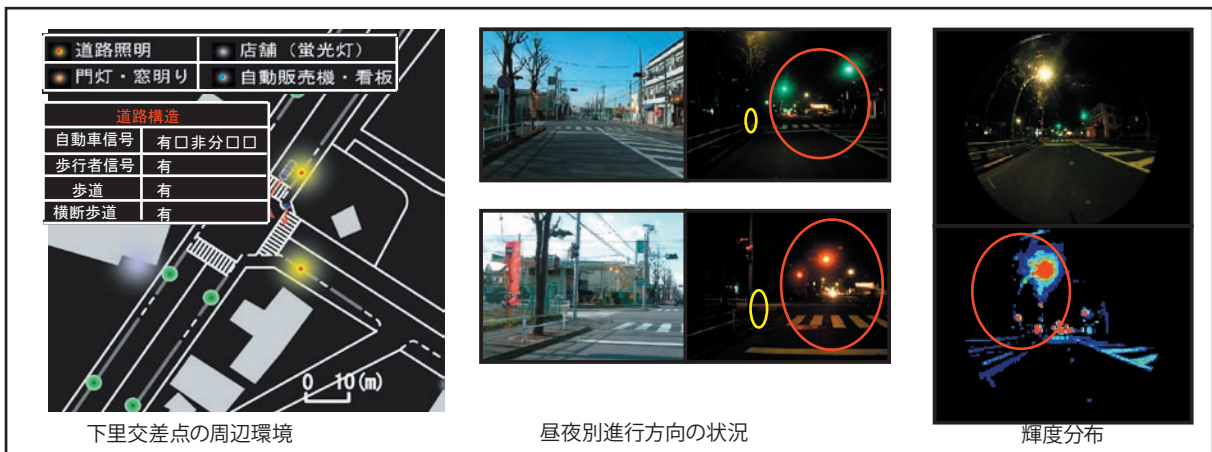 道路照明
店舗（蛍光灯）
門灯・窓明り
自動販売機・看板
道路構造
自動車信号 有□非分□□
歩行者信号 有
歩道 有
横断歩道 有
0 10(m)
下里交差点の周辺環境
昼夜別進行方向の状況
輝度分布